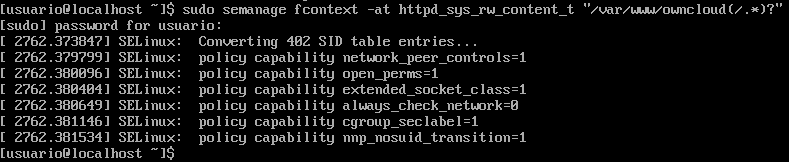 [usuario@localhost ~]$ sudo semanage fcontext -at httpd_sys_rw_content_t "/var/www/owncloud(/.*)?"
[sudo] password for usuario:
[ 2762.373847] SELinux:  Converting 402 SID table entries...
[ 2762.379799] SELinux:  policy capability network_peer_controls=1
[ 2762.380096] SELinux:  policy capability open_perms=1
[ 2762.380404] SELinux:  policy capability extended_socket_class=1
[ 2762.380649] SELinux:  policy capability always_check_network=0
[ 2762.381146] SELinux:  policy capability cgroup_seclabel=1
[ 2762.381534] SELinux:  policy capability nnp_nosuid_transition=1
[usuario@localhost ~]$